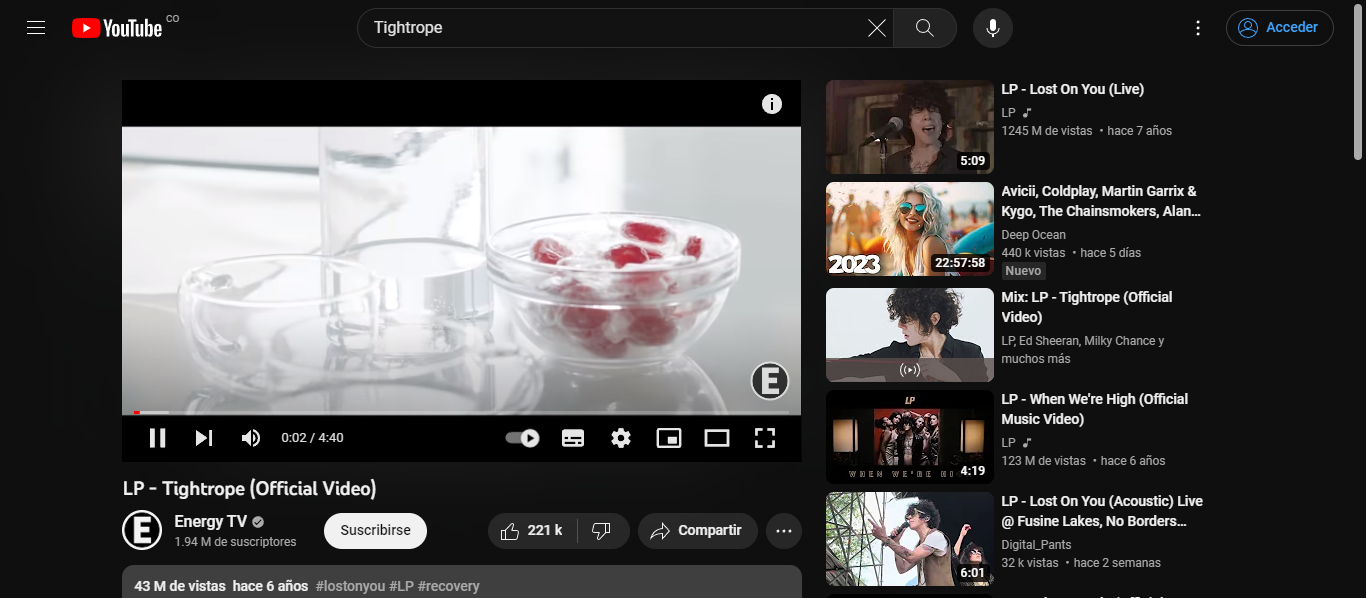 YouTube CO
Tightrope
Acceder
E
0:02 / 4:40
LP - Tightrope (Official Video)
E
Energy TV
1.94 M de suscriptores
Suscribirse
221 k
Compartir
43 M de vistas hace 6 años #lostonyou #LP #recovery
5:09
LP - Lost On You (Live)
LP
1245 M de vistas • hace 7 años
2023
22:57:58
Avicii, Coldplay, Martin Garrix &
Kygo, The Chainsmokers, Alan...
Deep Ocean
440 k vistas • hace 5 días
Nuevo
Mix: LP - Tightrope (Official
Video)
LP, Ed Sheeran, Milky Chance y
muchos más
LP
WHEN WE'RE HI
4:19
LP - When We're High (Official
Music Video)
LP
123 M de vistas • hace 6 años
6:01
LP - Lost On You (Acoustic) Live
@ Fusine Lakes, No Borders...
Digital_Pants
32 k vistas • hace 2 semanas